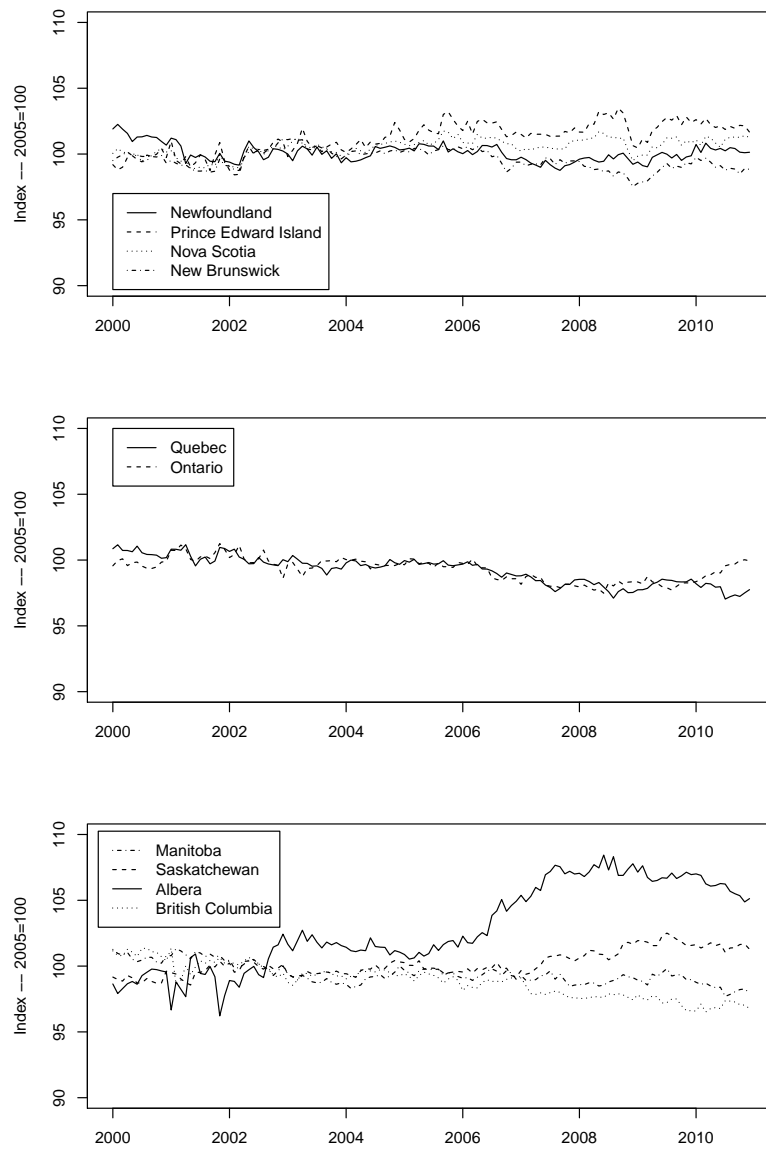 110
105
100
95
90
Index −− 2005=100
Newfoundland
Prince Edward Island
Nova Scotia
New Brunswick
2000 2002 2004 2006 2008 2010
110
105
100
95
90
Index −− 2005=100
Quebec
Ontario
2000 2002 2004 2006 2008 2010
110
105
100
95
90
Index −− 2005=100
Manitoba
Saskatchewan
Albera
British Columbia
2000 2002 2004 2006 2008 2010